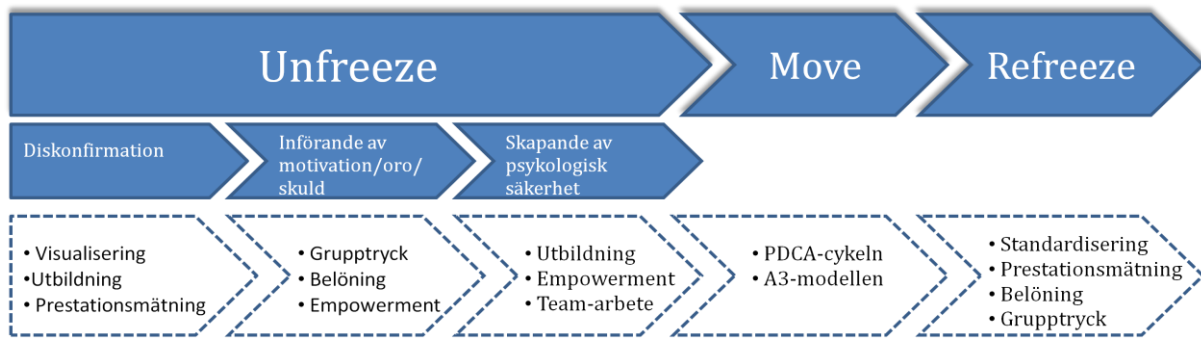 Unfreeze
Move
Refreeze
Diskonfirmation
Införande av
motivation/oro/
skuld
Skapande av
psykologisk
säkerhet
• Visualisering
•Utbildning
• Prestationsmätning
• Grupptryck
• Belöning
• Empowerment
• Utbildning
• Empowerment
• Team-arbete
• PDCA-cykeln
• A3-modellen
• Standardisering
• Prestationsmätning
• Belöning
• Grupptryck